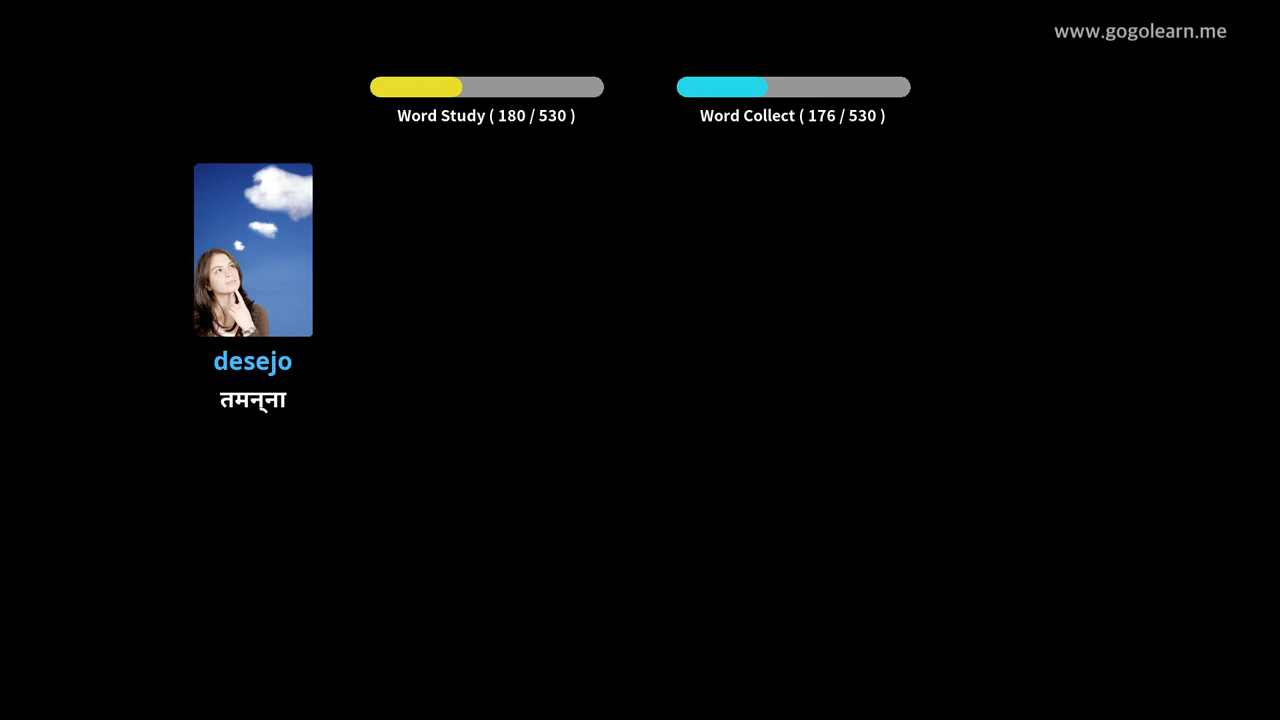 www.gogolearn.me
Word Study ( 180 / 530 )
Word Collect ( 176 / 530 )
desejo
तमन्‍ना